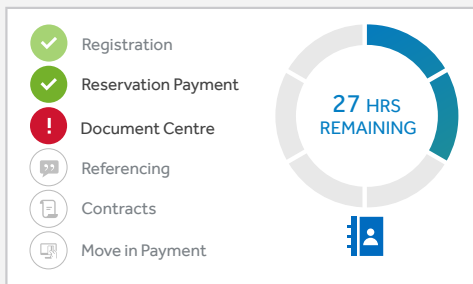 Registration
Reservation Payment
Document Centre
Referencing
Contracts
Move in Payment
27 HRS
REMAINING